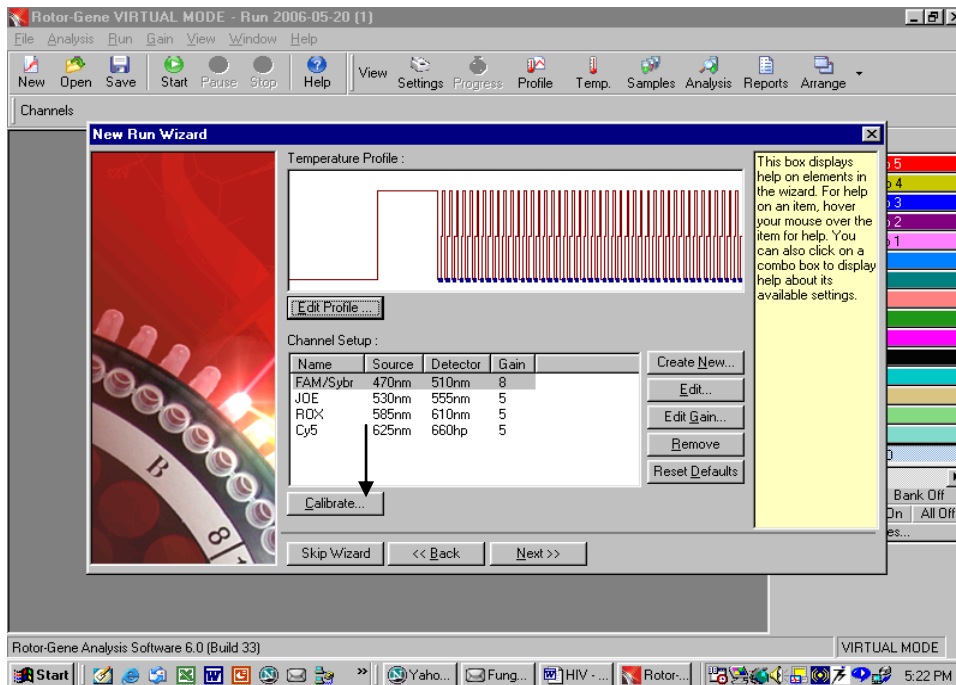 Rotor-Gene VIRTUAL MODE - Run 2006-05-20 (1)
File Analysis Run Gain View Window Help
New Open Save Start Pause Stop Help View Settings Progress Profile Temp. Samples Analysis Reports Arrange
Channels
New Run Wizard
Temperature Profile :
Edit Profile ...
Channel Setup :
Name Source Detector Gain
FAM/Sybr 470nm 510nm 8
JOE 530nm 555nm 5
ROX 585nm 610nm 5
Cy5 625nm 660hp 5
Create New...
Edit...
Edit Gain...
Remove
Reset Defaults
Calibrate...
Skip Wizard << Back Next >>
This box displays
help on elements in
the wizard. For help
on an item, hover
your mouse over the
item for help. You
can also click on a
combo box to display
help about its
available settings.
B
8
5
4
3
2
1
Bank Off
On All Off
es...
Rotor-Gene Analysis Software 6.0 (Build 33) VIRTUAL MODE
Start » Yaho... Fung... HIV - ... Rotor-... 5:22 PM